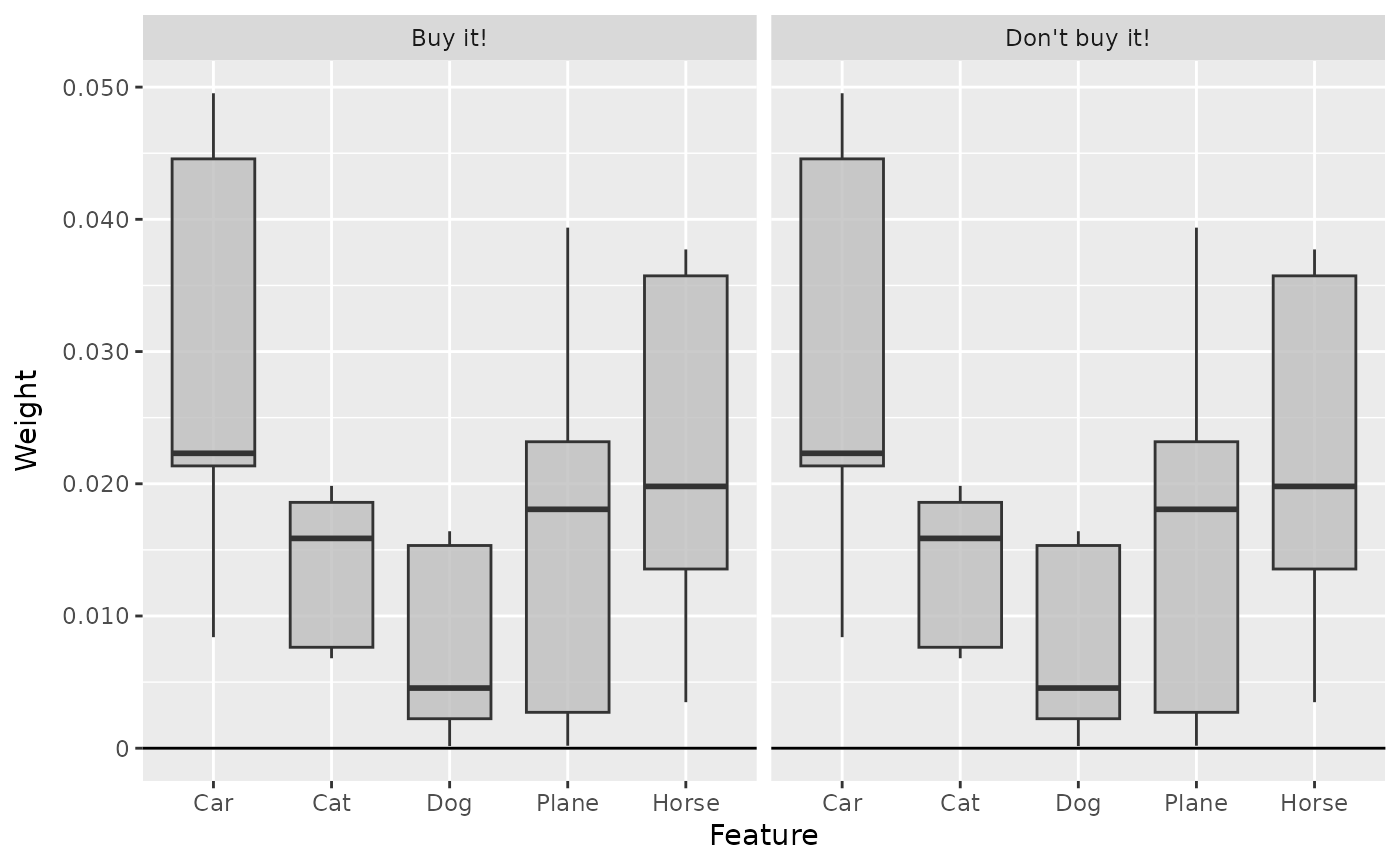 Buy it!
Don't buy it!
0.050
0.040
0.030
0.020
0.010
0
Weight
Car Cat Dog Plane Horse
Car Cat Dog Plane Horse
Feature